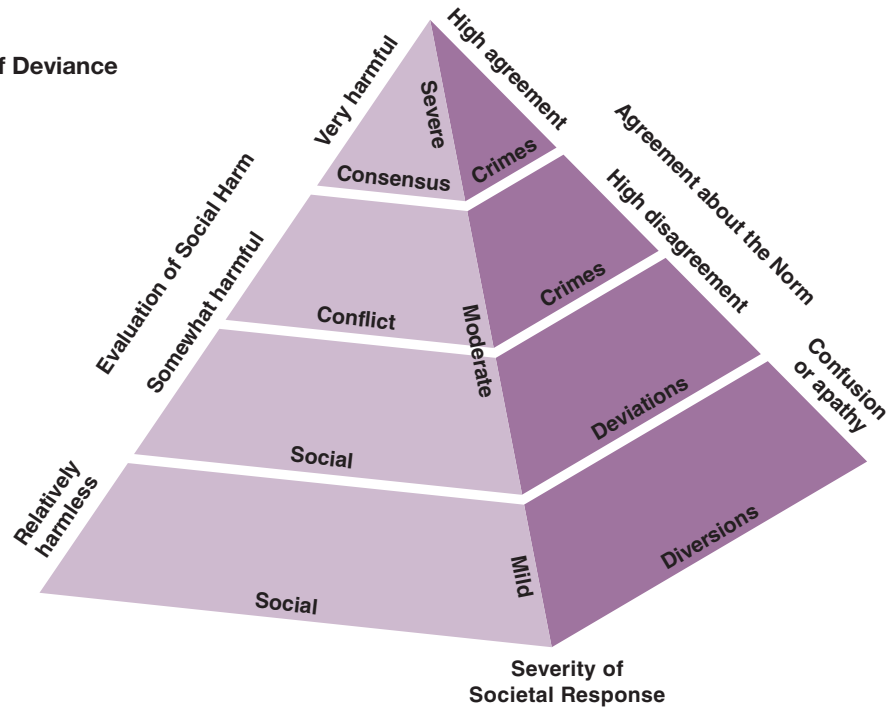 f Deviance
Very harmful
High agreement
Severe
Consensus
Crimes
Evaluation of Social Harm
Agreement about the Norm
Somewhat harmful
High disagreement
Conflict
Crimes
Moderate
Social
Deviations
Confusion
or apathy
Relatively
harmless
Mild
Social
Diversions
Severity of
Societal Response